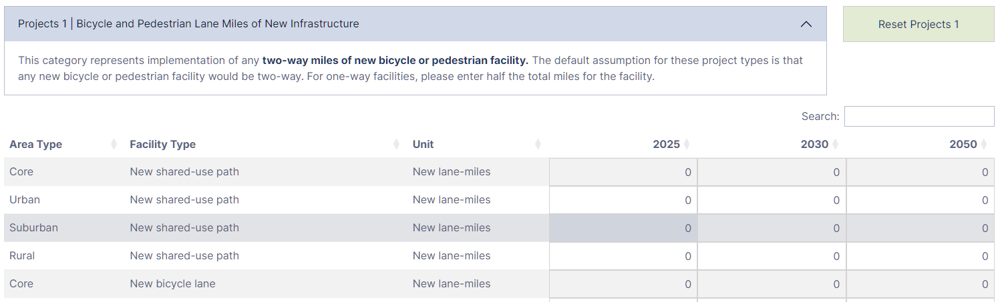 Projects 1 | Bicycle and Pedestrian Lane Miles of New Infrastructure
Reset Projects 1
This category represents implementation of any two-way miles of new bicycle or pedestrian facility. The default assumption for these project types is that
any new bicycle or pedestrian facility would be two-way. For one-way facilities, please enter half the total miles for the facility.
Search:
Area Type Facility Type Unit 2025 2030 2050
Core New shared-use path New lane-miles 0 0 0
Urban New shared-use path New lane-miles 0 0 0
Suburban New shared-use path New lane-miles 0 0 0
Rural New shared-use path New lane-miles 0 0 0
Core New bicycle lane New lane-miles 0 0 0